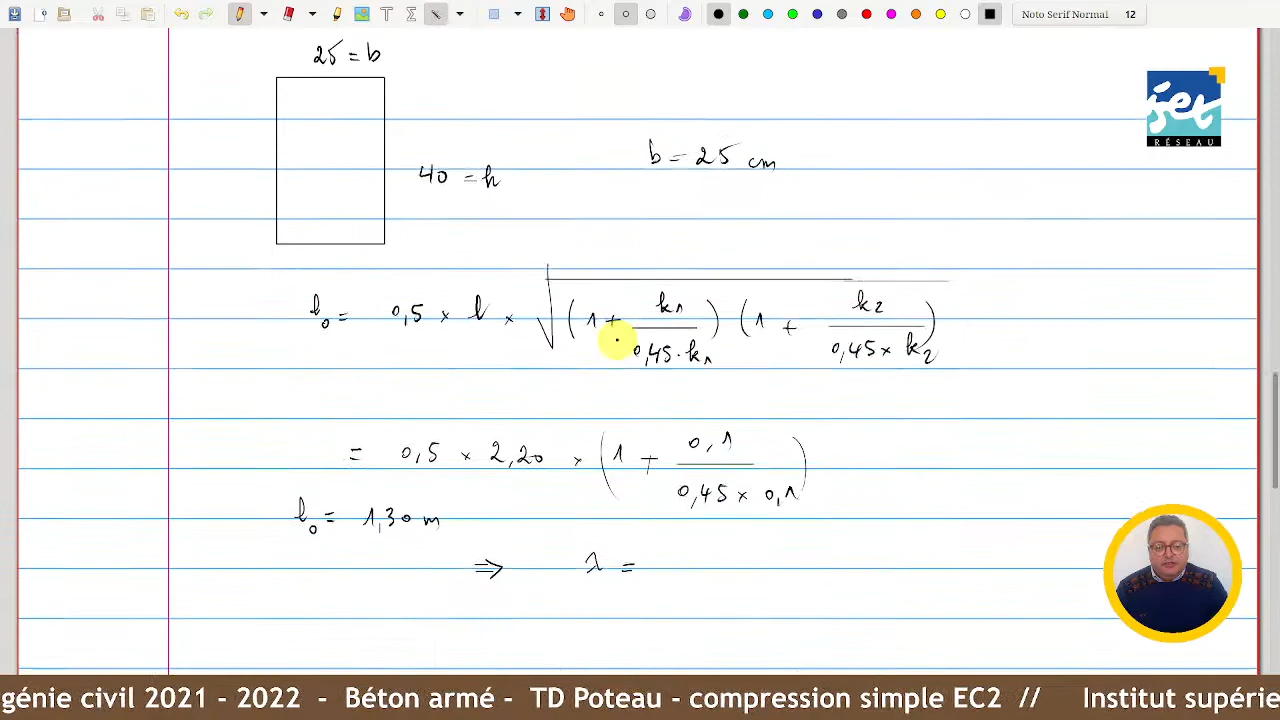 Noto Serif Normal 12
25 = b
iset
RÉSEAU
b = 25 cm
40 = h
l₀ = 0,5 × l × √(1 + k₁/0,45·k₁) (1 + k₂/0,45 × k₂)
= 0,5 × 2,20 × (1 + 0,1/0,45 × 0,1)
l₀ = 1,30 m
⇒ λ =
génie civil 2021 - 2022 - Béton armé - TD Poteau - compression simple EC2 // Institut supérie